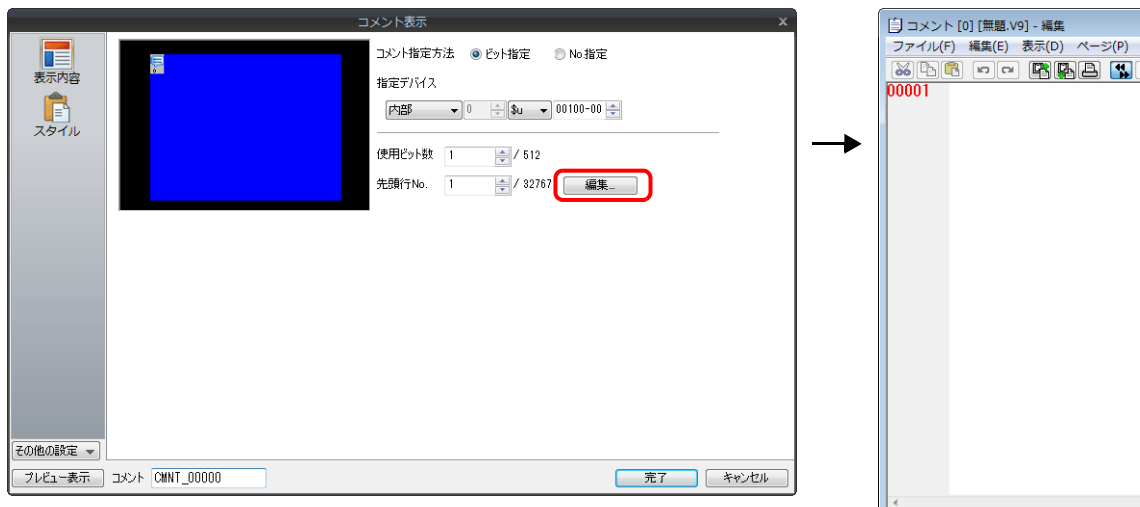 コメント表示
x
表示内容
スタイル
コメント指定方法 ビット指定 No.指定
指定デバイス
内部 0 $u 00100-00
使用ビット数 1 / 512
先頭行No. 1 / 32767 編集...
その他の設定
プレビュー表示 コメント CMNT_00000 完了 キャンセル
コメント [0] [無題.V9] - 編集
ファイル(F) 編集(E) 表示(D) ページ(P)
00001